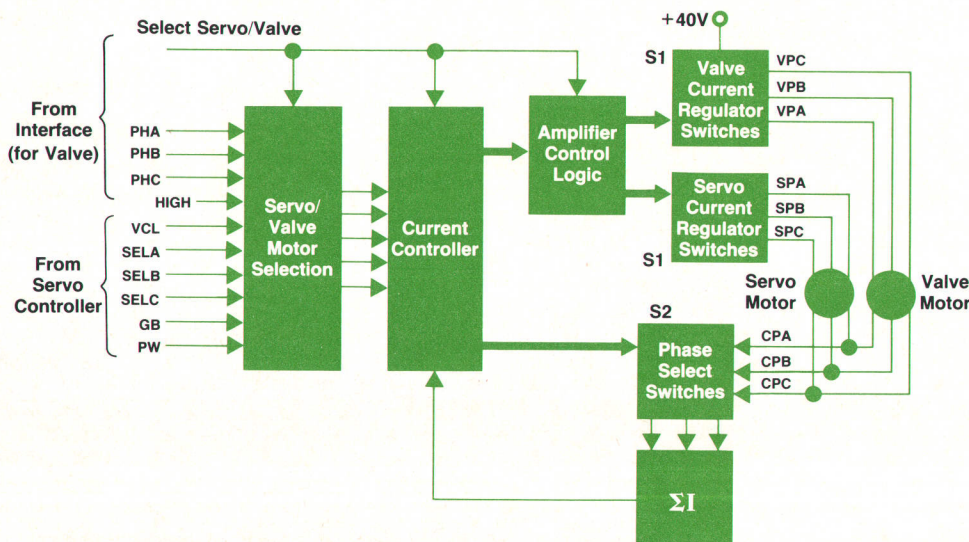 Select Servo/Valve
From
Interface
(for Valve)
PHA
PHB
PHC
HIGH
From
Servo
Controller
VCL
SELA
SELB
SELC
GB
PW
Servo/
Valve
Motor
Selection
Current
Controller
Amplifier
Control
Logic
+40V
S1
Valve
Current
Regulator
Switches
VPC
VPB
VPA
Servo
Current
Regulator
Switches
S1
SPA
SPB
SPC
Servo
Motor
Valve
Motor
S2
Phase
Select
Switches
CPA
CPB
CPC
ΣI